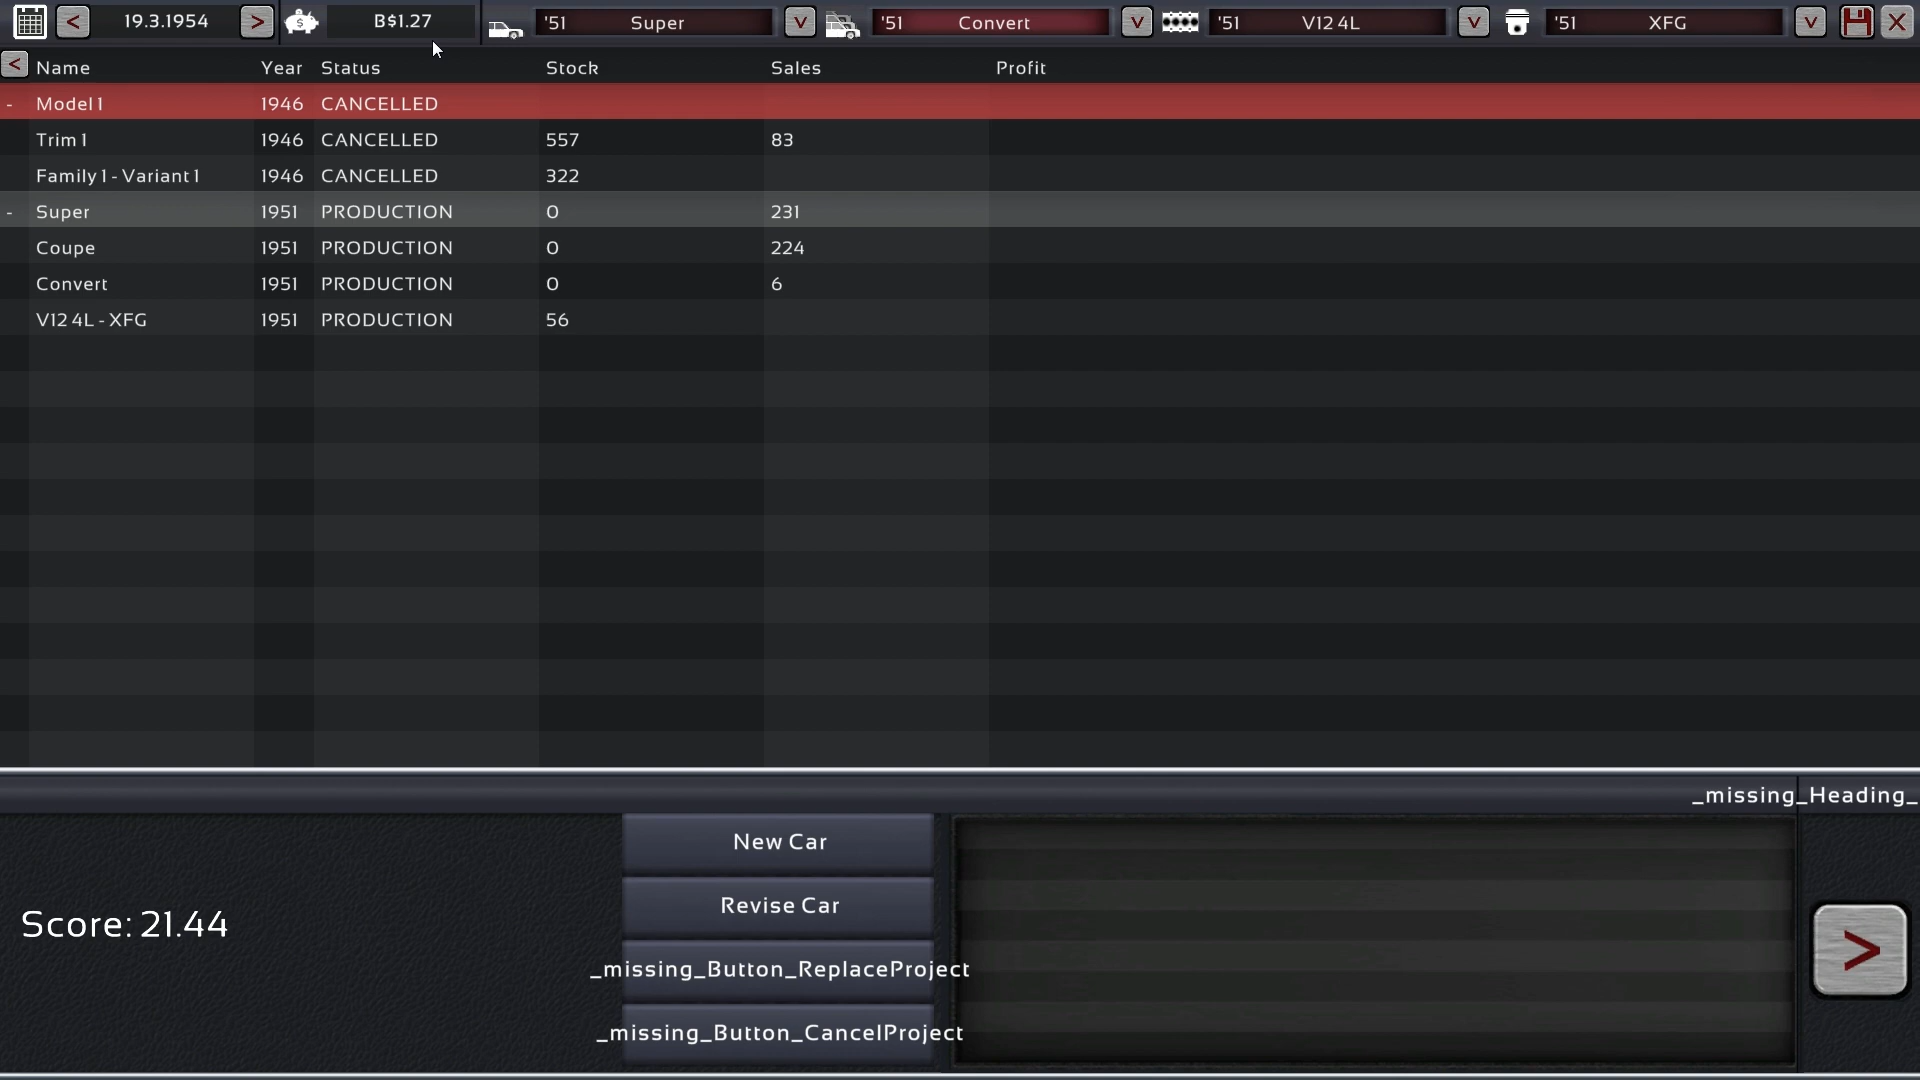 < 19.3.1954 > B$1.27 '51 Super V '51 Convert V '51 V12 4L V '51 XFG V X
< Name Year Status Stock Sales Profit
- Model 1 1946 CANCELLED
Trim 1 1946 CANCELLED 557 83
Family 1 - Variant 1 1946 CANCELLED 322
- Super 1951 PRODUCTION 0 231
Coupe 1951 PRODUCTION 0 224
Convert 1951 PRODUCTION 0 6
V12 4L - XFG 1951 PRODUCTION 56
_missing_Heading_
New Car
Revise Car
Score: 21.44
>
_missing_Button_ReplaceProject
_missing_Button_CancelProject